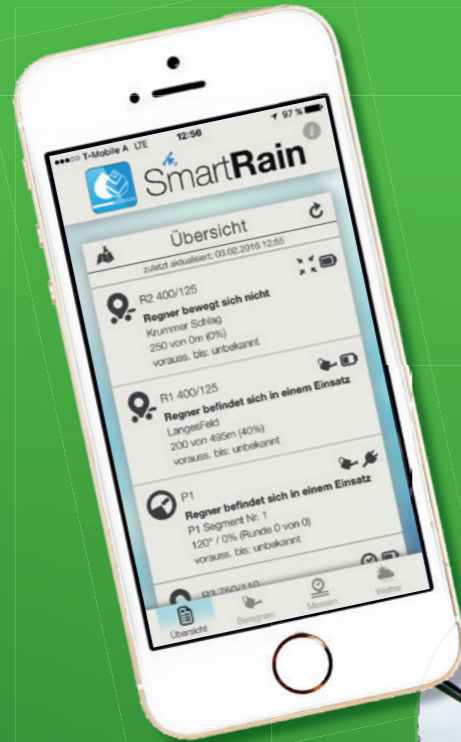 T-Mobile A LTE 12:56 97 %
SmartRain
Übersicht
zuletzt aktualisiert: 03.02.2016 12:55
R2 400/125
Regner bewegt sich nicht
Krummer Schlag
250 von 0m (0%)
vorauss. bis: unbekannt
R1 400/125
Regner befindet sich in einem Einsatz
LangesFeld
200 von 495m (40%)
vorauss. bis: unbekannt
P1
Regner befindet sich in einem Einsatz
P1 Segment Nr. 1
120° / 0% (Runde 0 von 0)
vorauss. bis: unbekannt
R3 750/110
Übersicht Beregnen Messen Wetter